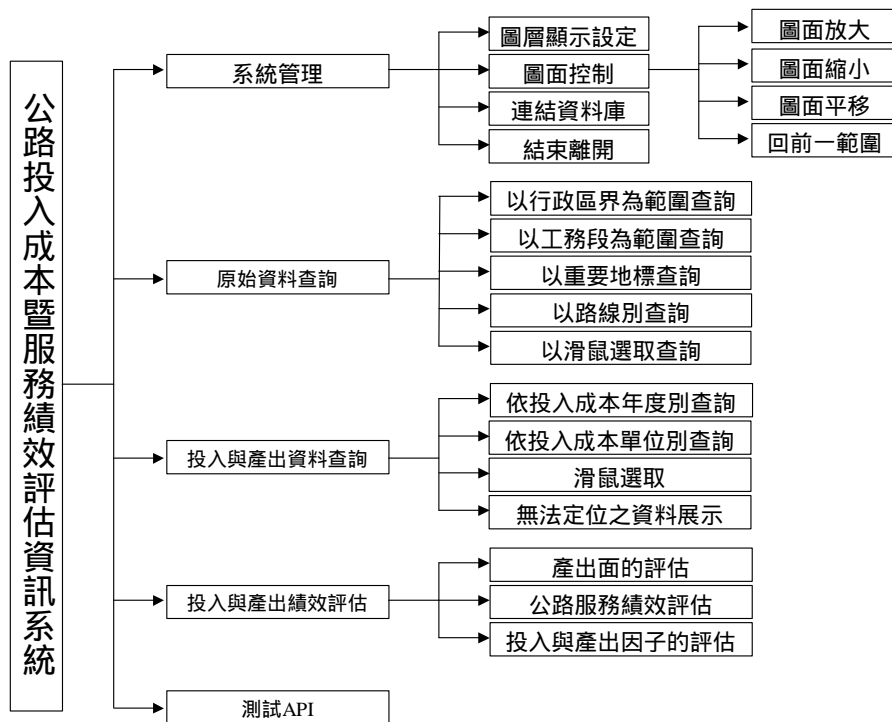 公路投入成本暨服務績效評估資訊系統
系統管理
圖層顯示設定
圖面控制
圖面放大
圖面縮小
圖面平移
回前一範圍
連結資料庫
結束離開
原始資料查詢
以行政區界為範圍查詢
以工務段為範圍查詢
以重要地標查詢
以路線別查詢
以滑鼠選取查詢
投入與產出資料查詢
依投入成本年度別查詢
依投入成本單位別查詢
滑鼠選取
無法定位之資料展示
投入與產出績效評估
產出面的評估
公路服務績效評估
投入與產出因子的評估
測試API